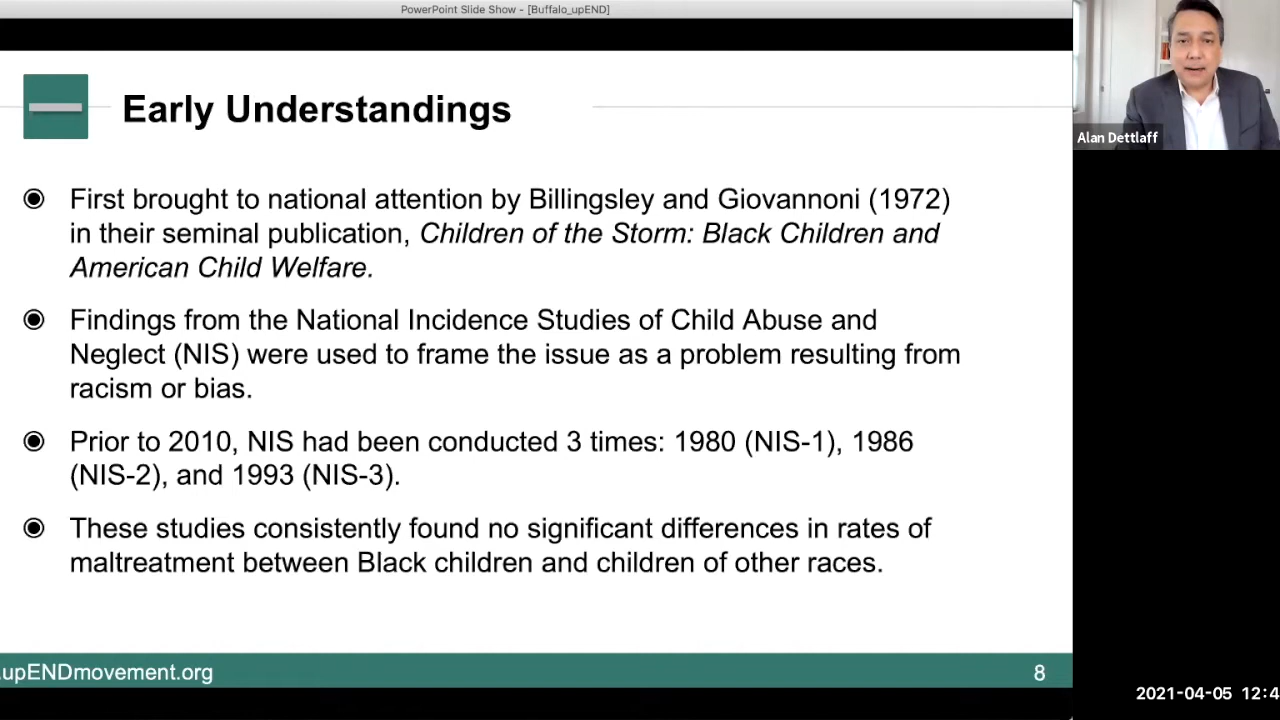 PowerPoint Slide Show - [Buffalo_upEND]
Early Understandings
Alan Dettlaff
First brought to national attention by Billingsley and Giovannoni (1972)
in their seminal publication, Children of the Storm: Black Children and
American Child Welfare.
Findings from the National Incidence Studies of Child Abuse and
Neglect (NIS) were used to frame the issue as a problem resulting from
racism or bias.
Prior to 2010, NIS had been conducted 3 times: 1980 (NIS-1), 1986
(NIS-2), and 1993 (NIS-3).
These studies consistently found no significant differences in rates of
maltreatment between Black children and children of other races.
.upENDmovement.org
8
2021-04-05 12:4